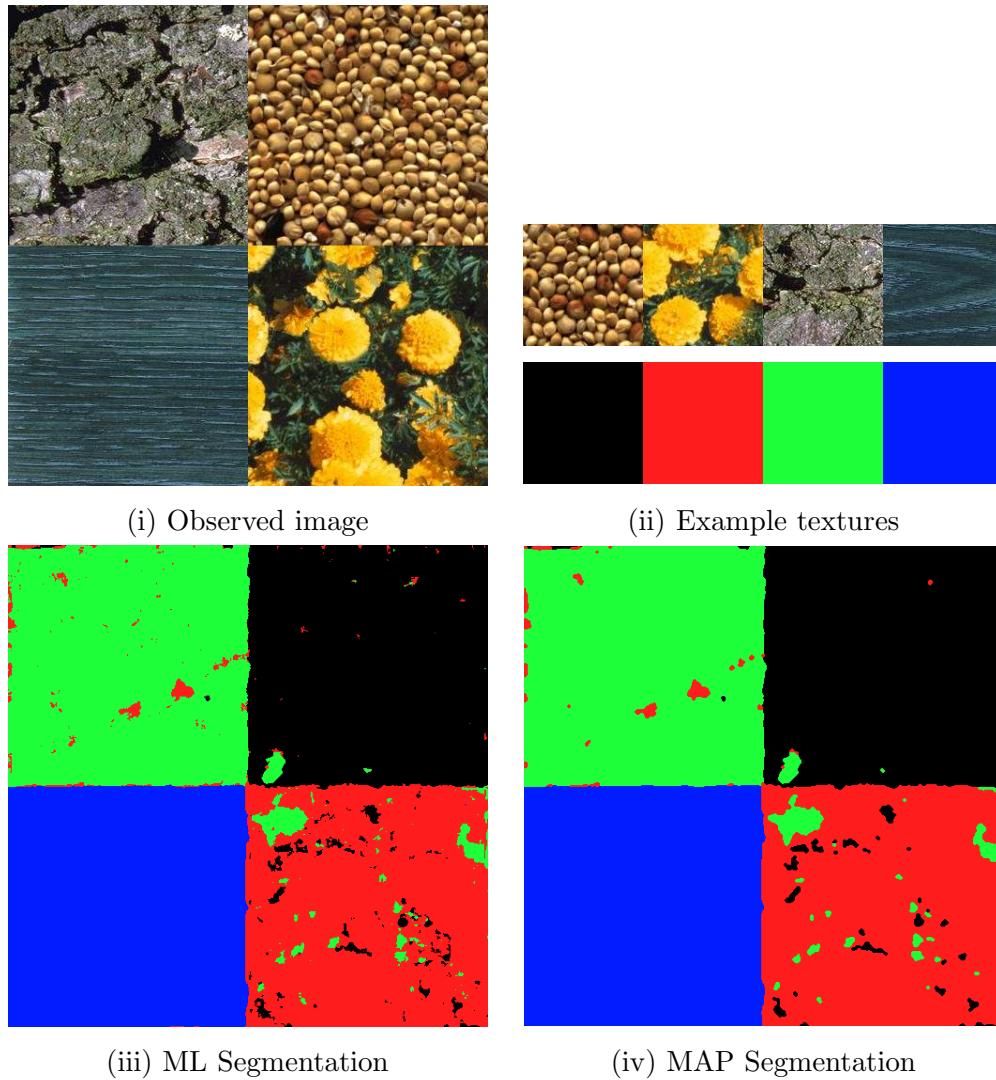 (i) Observed image
(ii) Example textures
(iii) ML Segmentation
(iv) MAP Segmentation